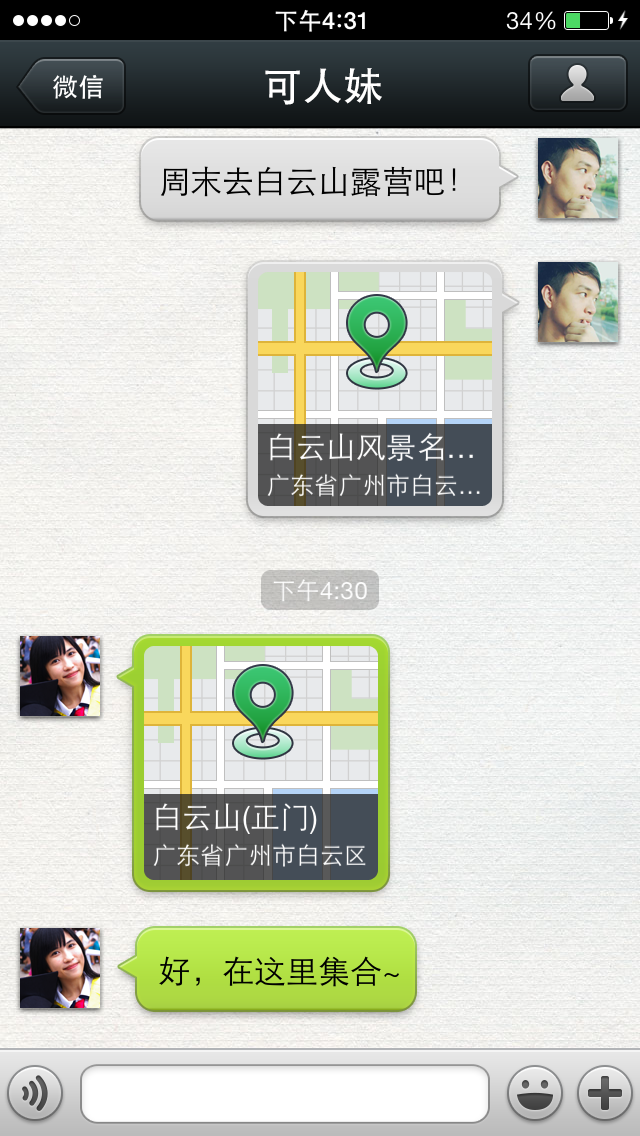 下午4:31
34%
微信
可人妹
周末去白云山露营吧！
白云山风景名...
广东省广州市白云...
下午4:30
白云山(正门)
广东省广州市白云区
好，在这里集合~